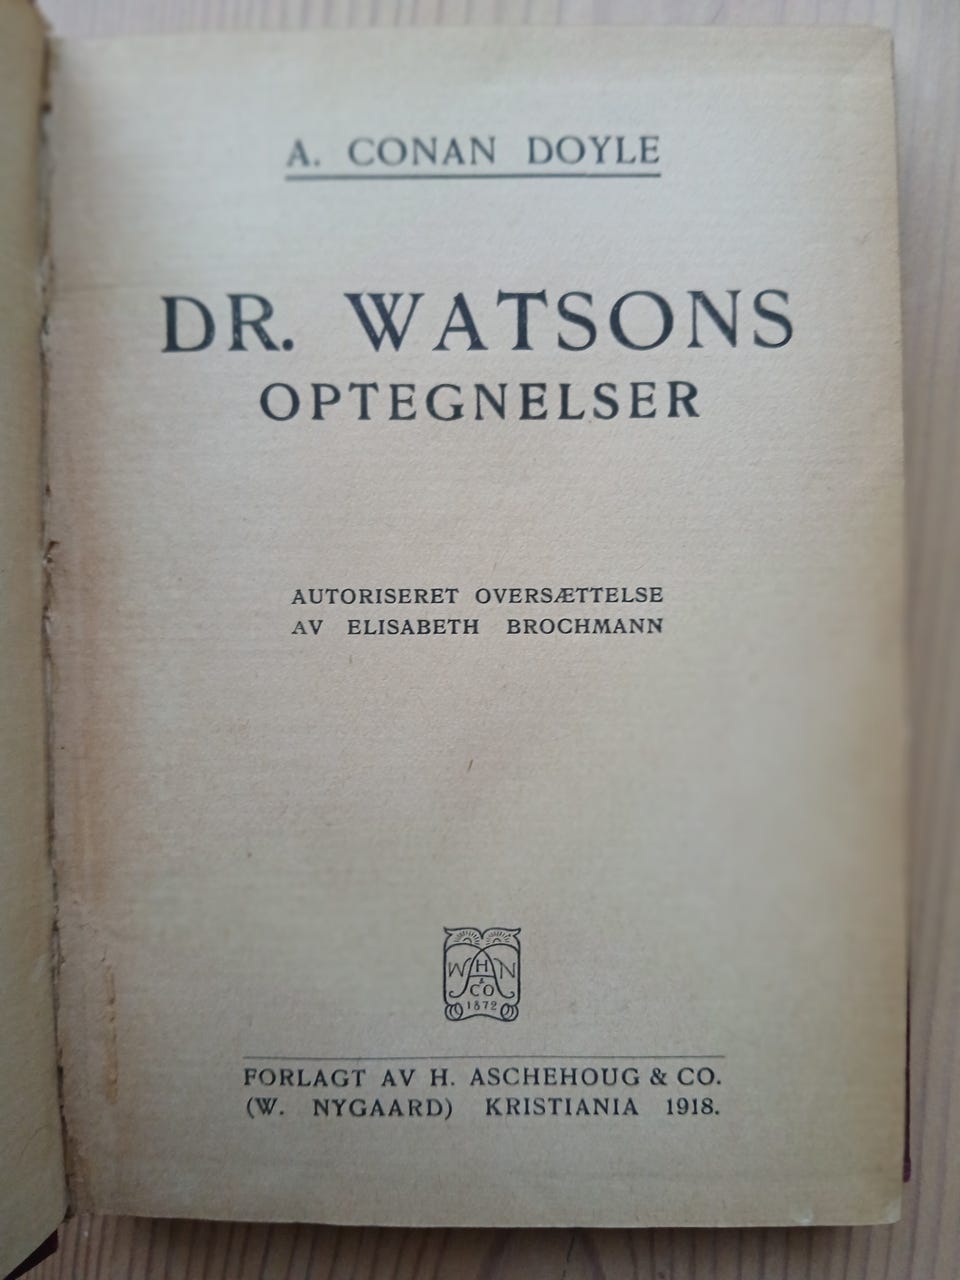 A. CONAN DOYLE
DR. WATSONS
OPTEGNELSER
AUTORISERET OVERSÆTTELSE
AV ELISABETH BROCHMANN
W H N
A
& CO
1872
FORLAGT AV H. ASCHEHOUG & CO.
(W. NYGAARD) KRISTIANIA 1918.